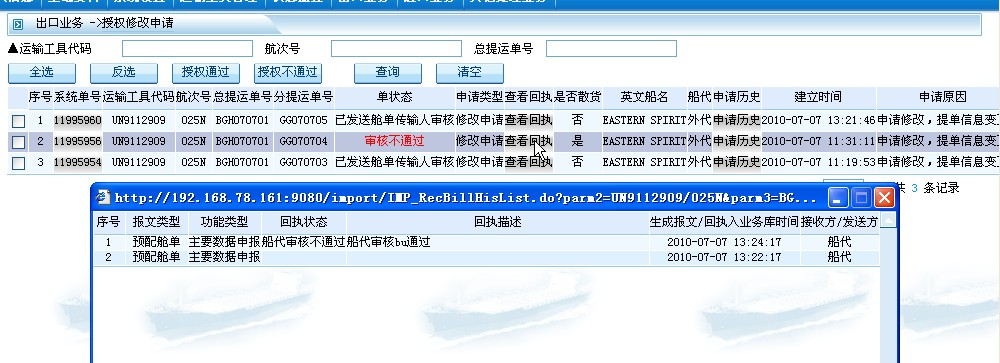 出口业务 ->授权修改申请
▲运输工具代码 航次号 总提运单号
全选 反选 授权通过 授权不通过 查询 清空
序号 系统单号 运输工具代码 航次号 总提运单号 分提运单号 单状态 申请类型 查看回执 是否散货 英文船名 船代 申请历史 建立时间 申请原因
1 11995960 UN9112909 025N BGH070701 GG070705 已发送舱单传输人审核 修改申请 查看回执 否 EASTERN SPIRIT 外代 申请历史 2010-07-07 13:21:46 申请修改，提单信息变
2 11995956 UN9112909 025N BGH070701 GG070704 审核不通过 修改申请 查看回执 是 EASTERN SPIRIT 外代 申请历史 2010-07-07 11:31:11 申请修改，提单信息变
3 11995954 UN9112909 025N BGH070701 GG070703 已发送舱单传输人审核 修改申请 查看回执 否 EASTERN SPIRIT 外代 申请历史 2010-07-07 11:19:53 申请修改，提单信息变
共 3 条记录
http://192.168.78.161:9080/import/IMP_RecBillHisList.do?parm2=UN9112909/025N&parm3=BG...
序号 报文类型 功能类型 回执状态 回执描述 生成报文/回执入业务库时间 接收方/发送方
1 预配舱单 主要数据申报 船代审核不通过 船代审核bu通过 2010-07-07 13:24:17 船代
2 预配舱单 主要数据申报 2010-07-07 13:22:17 船代